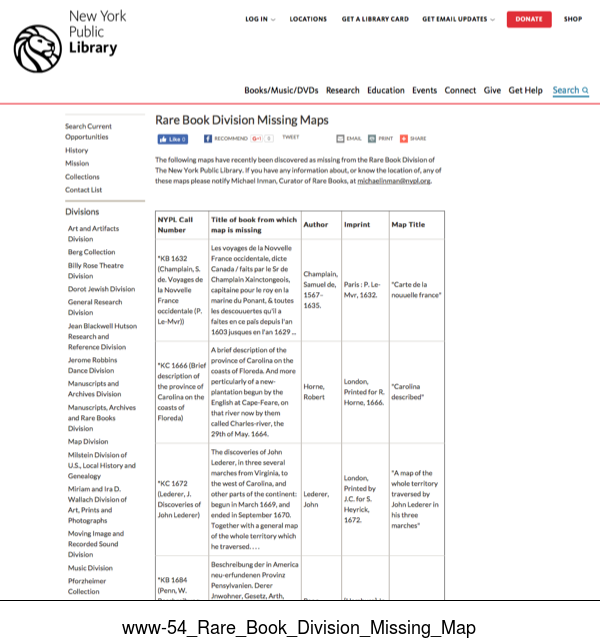 New York
Public
Library
LOG IN
LOCATIONS
GET A LIBRARY CARD
GET EMAIL UPDATES
DONATE
SHOP
Books/Music/DVDs Research Education Events Connect Give Get Help Search
Search Current
Opportunities
History
Mission
Collections
Contact List
Divisions
Art and Artifacts
Division
Berg Collection
Billy Rose Theatre
Division
Dorot Jewish Division
General Research
Division
Jean Blackwell Hutson
Research and
Reference Division
Jerome Robbins
Dance Division
Manuscripts and
Archives Division
Manuscripts, Archives
and Rare Books
Division
Map Division
Milstein Division of
U.S., Local History and
Genealogy
Miriam and Ira D.
Wallach Division of
Art, Prints and
Photographs
Moving Image and
Recorded Sound
Division
Music Division
Pforzheimer
Collection
Rare Book Division Missing Maps
Like 0
RECOMMEND
TWEET
EMAIL
PRINT
SHARE
The following maps have recently been discovered as missing from the Rare Book Division of
The New York Public Library. If you have any information about, or know the location of, any of
these maps please notify Michael Inman, Curator of Rare Books, at michaelinman@nypl.org.
NYPL Call
Number
Title of book from which
map is missing
Author
Imprint
Map Title
*KB 1632
(Champlain, S.
de. Voyages de
la Novvelle
France
occidentale (P.
Le-Mvr))
Les voyages de la Novvelle
France occidentale, dicte
Canada / faits par le Sr de
Champlain Xainctongeois,
capitaine pour le roy en la
marine du Ponant, & toutes
les descouuertes qu'il a
faites en ce païs depuis l'an
1603 iusques en l'an 1629 ..
Champlain,
Samuel de,
1567-
1635.
Paris : P. Le-
Mvr, 1632.
"Carte de la
nouuelle france"
*KC 1666 (Brief
description of
the province of
Carolina on the
coasts of
Floreda)
A brief description of the
province of Carolina on the
coasts of Floreda. And more
perticularly of a new-
plantation begun by the
English at Cape-Feare, on
that river now by them
called Charles-river, the
29th of May. 1664.
Horne,
Robert
London,
Printed for R.
Horne, 1666.
"Carolina
described"
*KC 1672
(Lederer, J.
Discoveries of
John Lederer)
The discoveries of John
Lederer, in three several
marches from Virginia, to
the west of Carolina, and
other parts of the continent:
begun in March 1669, and
ended in September 1670.
Together with a general map
of the whole territory which
he traversed. . . .
Lederer,
John
London,
Printed by
J.C. for S.
Heyrick,
1672.
"A map of the
whole territory
traversed by
John Lederer in
his three
marches"
*KB 1684
(Penn, W.
Beschreibung der in America
neu-erfundenen Provinz
Pensylvanien. Derer
Jnwohner, Gesetz, Arth,
www-54_Rare_Book_Division_Missing_Map